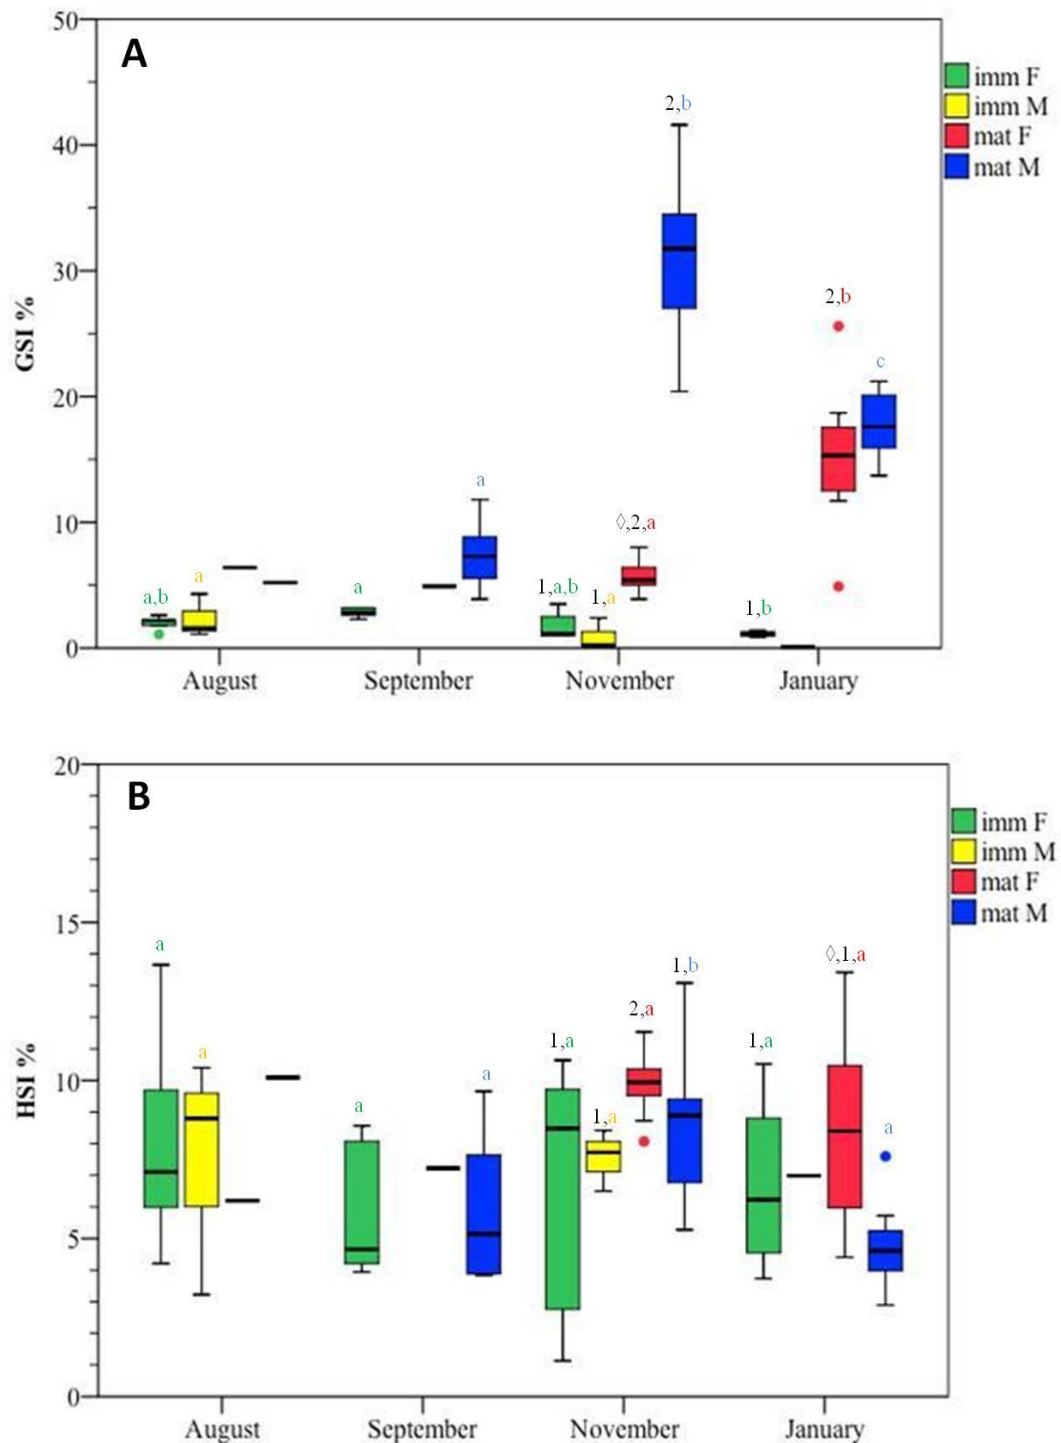 A
50
40
30
20
10
0
GSI %
imm F
imm M
mat F
mat M
2,b
2,b
c
a
◊,2,a
a,b
a
a
1,a,b
1,a
1,b
August
September
November
January
B
20
15
10
5
0
HSI %
imm F
imm M
mat F
mat M
a
a
a
a
1,a
1,a
2,a
1,b
1,a
◊,1,a
a
August
September
November
January